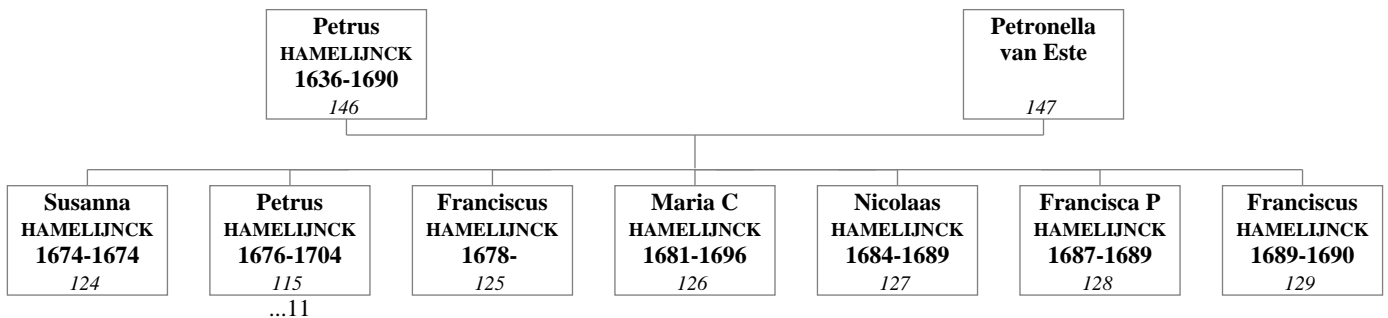 Petrus
HAMELIJNCK
1636-1690
146
Petronella
van Este
147
Susanna
HAMELIJNCK
1674-1674
124
Petrus
HAMELIJNCK
1676-1704
115
...11
Franciscus
HAMELIJNCK
1678-
125
Maria C
HAMELIJNCK
1681-1696
126
Nicolaas
HAMELIJNCK
1684-1689
127
Francisca P
HAMELIJNCK
1687-1689
128
Franciscus
HAMELIJNCK
1689-1690
129